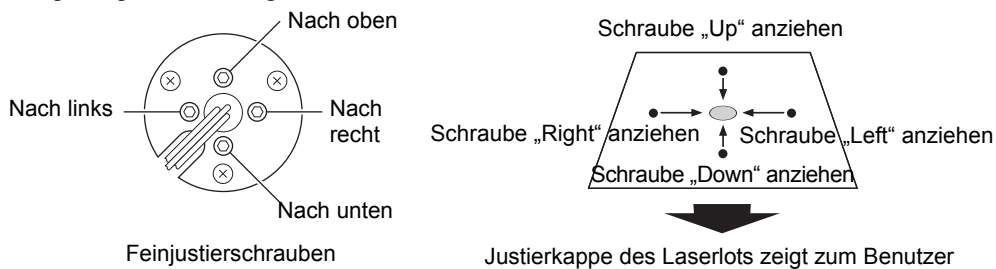 Nach oben
Nach links
Nach
recht
Nach unten
Feinjustierschrauben
Schraube „Up“ anziehen
Schraube „Right“ anziehen
Schraube „Left“ anziehen
Schraube „Down“ anziehen
Justierkappe des Laserlots zeigt zum Benutzer